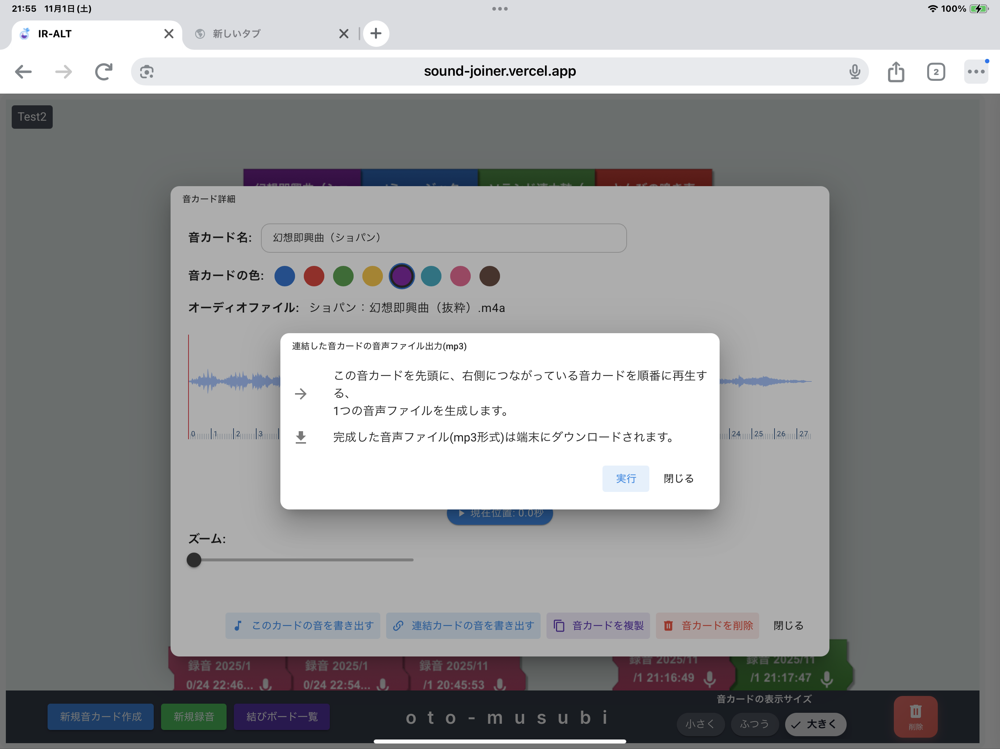 21:55 11月1日(土)
100%
IR-ALT
新しいタブ
sound-joiner.vercel.app
2
Test2
音カード詳細
音カード名: 幻想即興曲（ショパン）
音カードの色:
オーディオファイル: ショパン：幻想即興曲（抜粋）.m4a
連結した音カードの音声ファイル出力(mp3)
この音カードを先頭に、右側につながっている音カードを順番に再生す
る、
1つの音声ファイルを生成します。
0 1 2 3 24 25 26 27
完成した音声ファイル(mp3形式)は端末にダウンロードされます。
実行 閉じる
現在位置: 0.0秒
ズーム:
このカードの音を書き出す 連結カードの音を書き出す 音カードを複製 音カードを削除 閉じる
録音 2025/1
0/24 22:46...
録音 2025/1
0/24 22:54...
録音 2025/11
/1 20:45:53
録音 2025/11
/1 21:16:49
録音 2025/11
/1 21:17:47
新規音カード作成 新規録音 結びボード一覧
oto-musubi
音カードの表示サイズ
小さく ふつう 大きく
削除